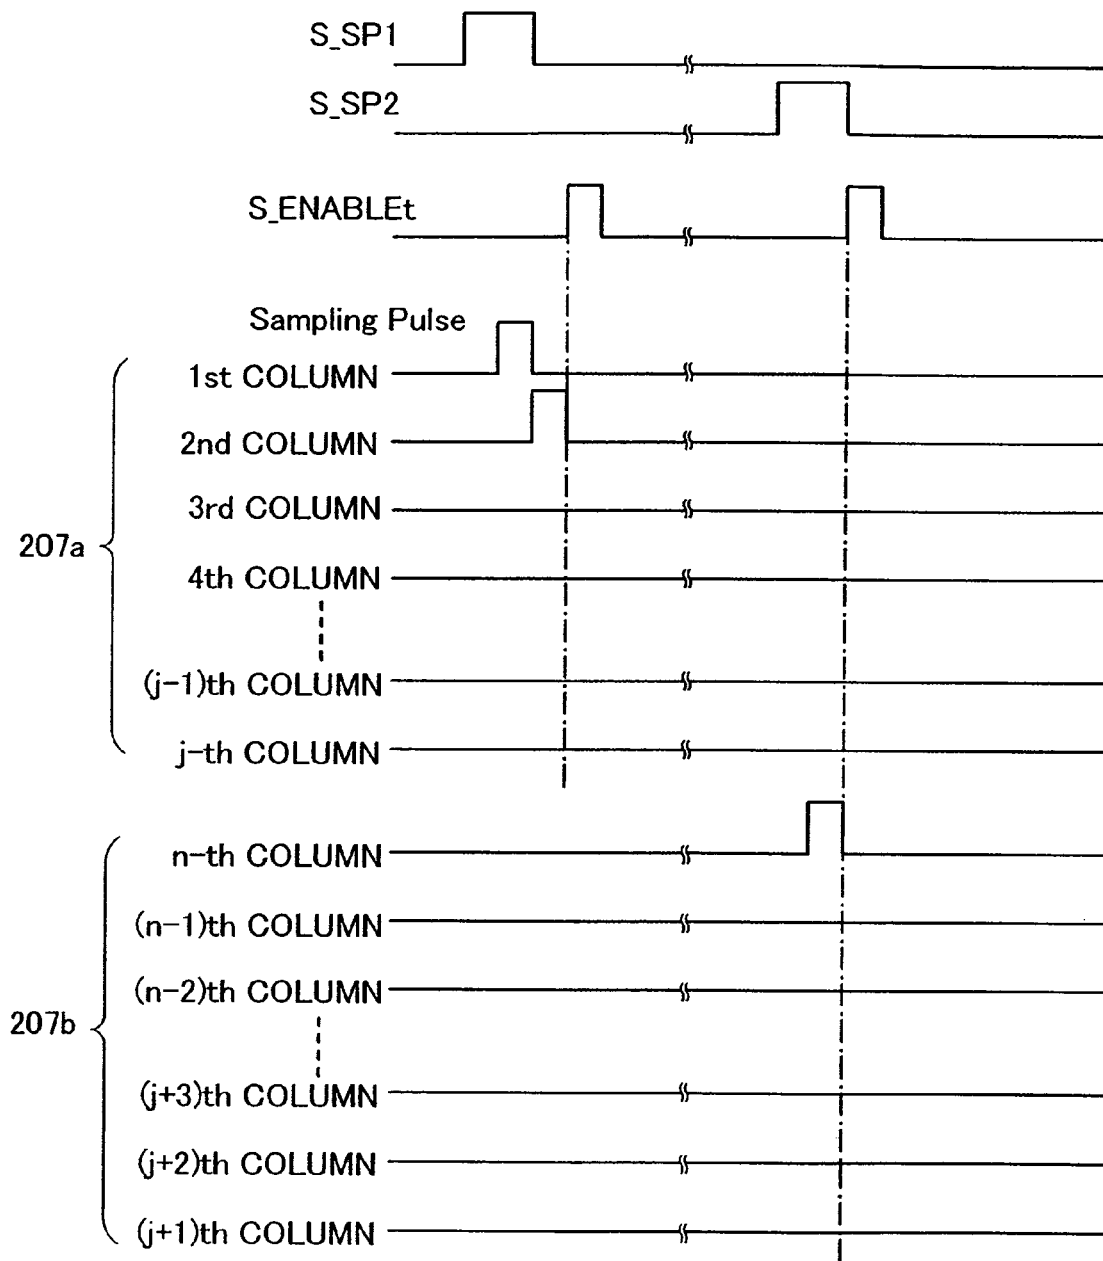 S_SP1
S_SP2
S_ENABLEt
Sampling Pulse
1st COLUMN
2nd COLUMN
3rd COLUMN
207a
4th COLUMN
(j-1)th COLUMN
j-th COLUMN
n-th COLUMN
(n-1)th COLUMN
(n-2)th COLUMN
207b
(j+3)th COLUMN
(j+2)th COLUMN
(j+1)th COLUMN